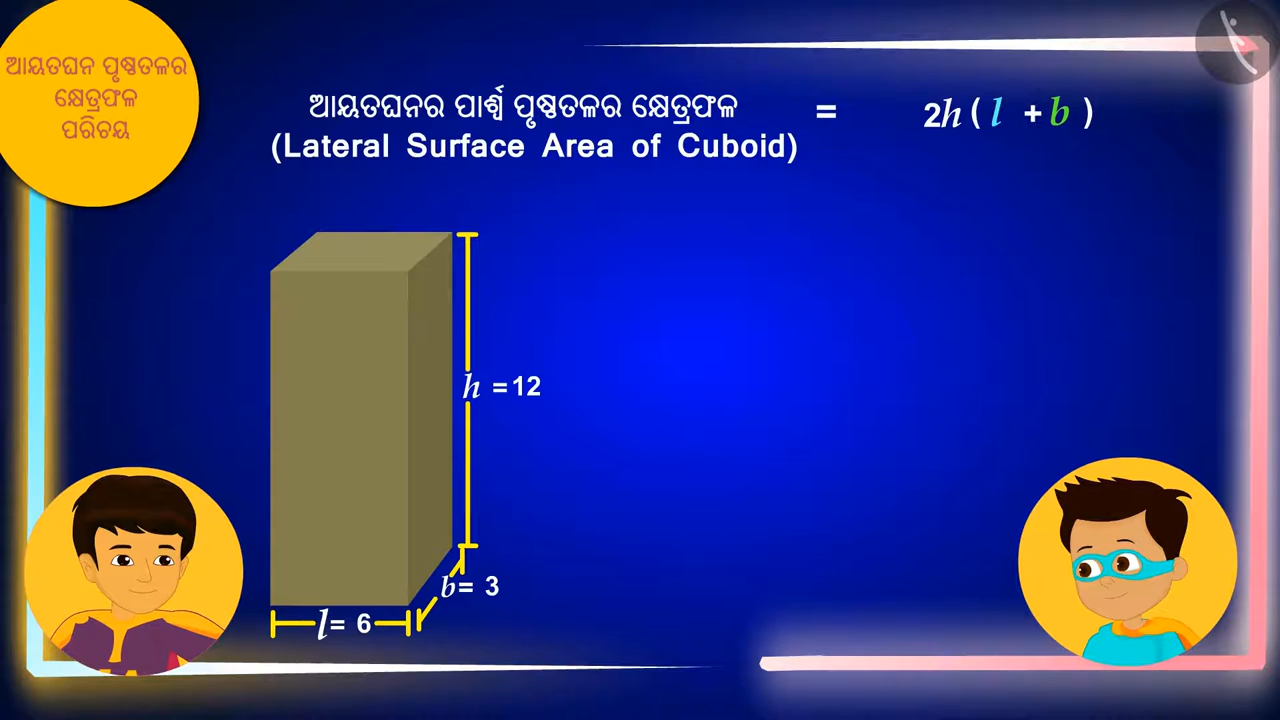 ଆୟତଘନ ପୃଷ୍ଠତଳର
କ୍ଷେତ୍ରଫଳ
ପରିଚୟ
ଆୟତଘନର ପାର୍ଶ୍ଵ ପୃଷ୍ଠତଳର କ୍ଷେତ୍ରଫଳ = 2h ( l + b )
(Lateral Surface Area of Cuboid)
h = 12
b = 3
l = 6